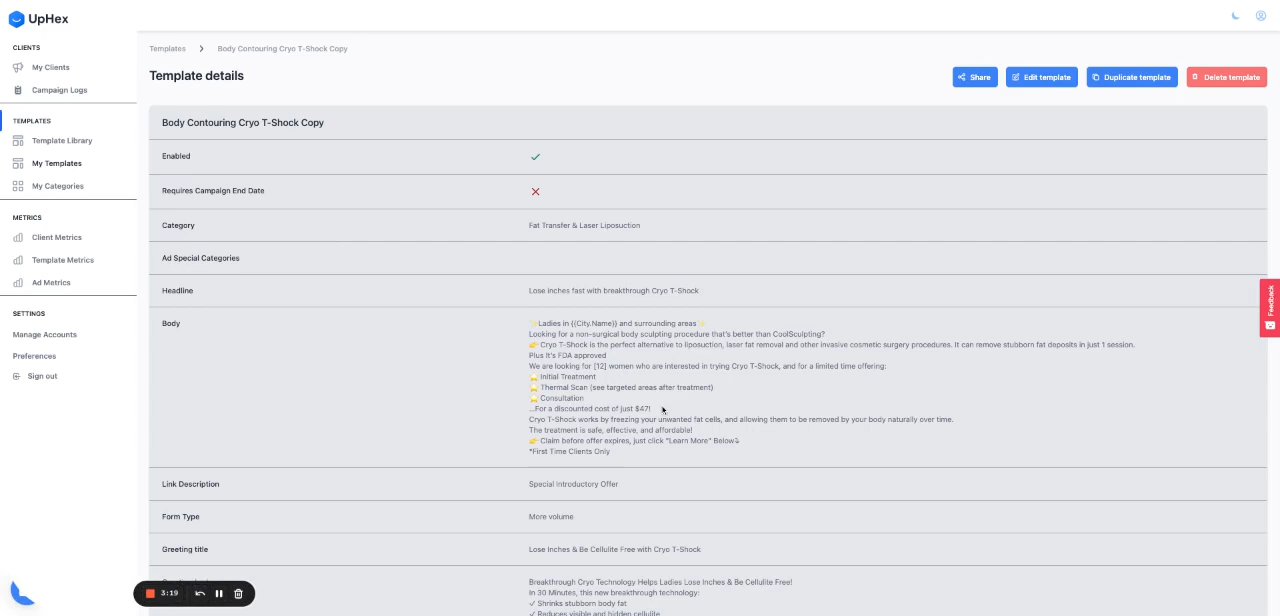 UpHex
CLIENTS
My Clients
Campaign Logs
TEMPLATES
Template Library
My Templates
My Categories
METRICS
Client Metrics
Template Metrics
Ad Metrics
SETTINGS
Manage Accounts
Preferences
Sign out
Templates > Body Contouring Cryo T-Shock Copy
Template details
Share
Edit template
Duplicate template
Delete template
Body Contouring Cryo T-Shock Copy
Enabled
Requires Campaign End Date
Category Fat Transfer & Laser Liposuction
Ad Special Categories
Headline Lose inches fast with breakthrough Cryo T-Shock
Body
✨Ladies in {{City.Name}} and surrounding areas✨
Looking for a non-surgical body sculpting procedure that's better than CoolSculpting?
👉 Cryo T-Shock is the perfect alternative to liposuction, laser fat removal and other invasive cosmetic surgery procedures. It can remove stubborn fat deposits in just 1 session.
Plus It's FDA approved
We are looking for [12] women who are interested in trying Cryo T-Shock, and for a limited time offering:
Initial Treatment
Thermal Scan (see targeted areas after treatment)
Consultation
...For a discounted cost of just $47!
Cryo T-Shock works by freezing your unwanted fat cells, and allowing them to be removed by your body naturally over time.
The treatment is safe, effective, and affordable!
👉 Claim before offer expires, just click "Learn More" Below⤵
*First Time Clients Only
Link Description Special Introductory Offer
Form Type More volume
Greeting title Lose Inches & Be Cellulite Free with Cryo T-Shock
Breakthrough Cryo Technology Helps Ladies Lose Inches & Be Cellulite Free!
In 30 Minutes, this new breakthrough technology:
✓ Shrinks stubborn body fat
✓ Reduces visible and hidden cellulite
3:19
Feedback